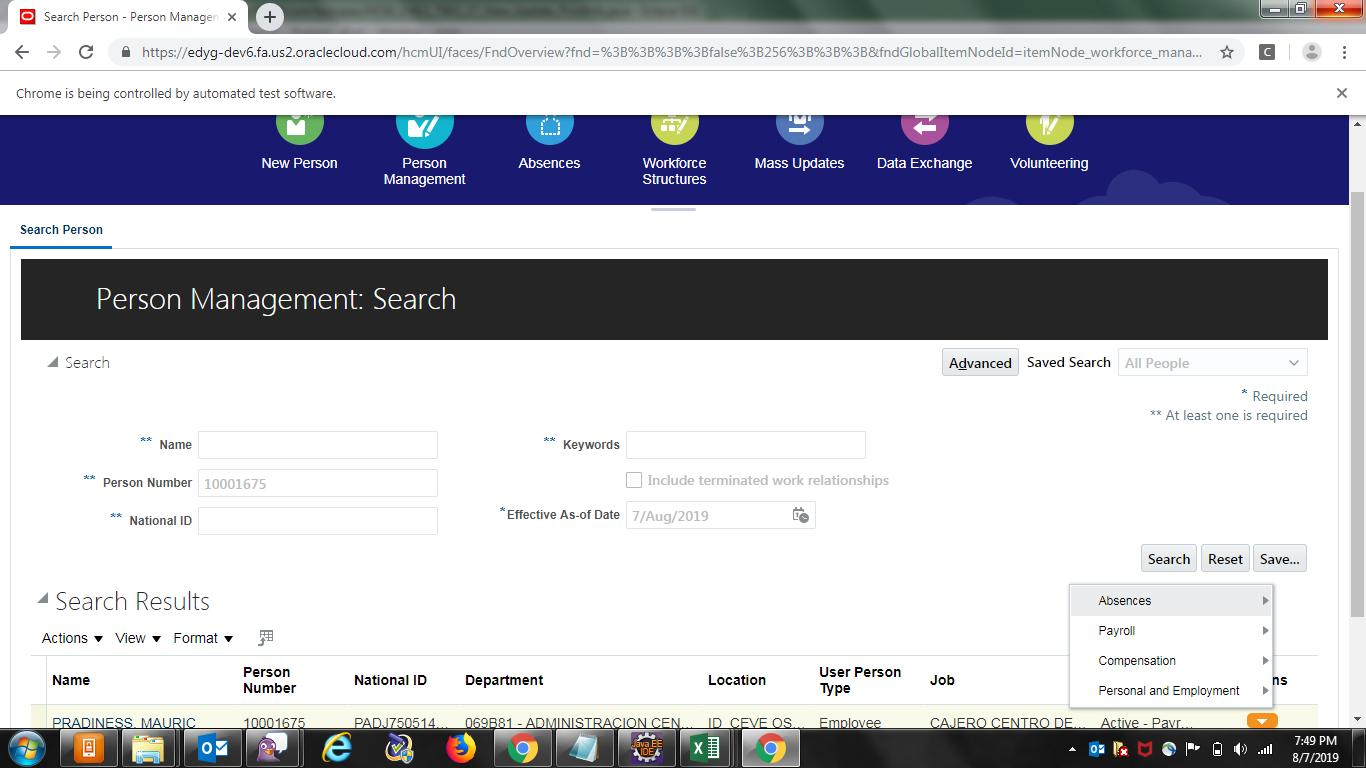 Search Person - Person Managen
https://edyg-dev6.fa.us2.oraclecloud.com/hcmUI/faces/FndOverview?fnd=%3B%3B%3B%3Bfalse%3B256%3B%3B%3B&fndGlobalItemNodeId=itemNode_workforce_mana...
C
Chrome is being controlled by automated test software.
New Person
Person Management
Absences
Workforce Structures
Mass Updates
Data Exchange
Volunteering
Search Person
Person Management: Search
Search
Advanced Saved Search All People
* Required
** At least one is required
** Name
** Keywords
** Person Number 10001675
Include terminated work relationships
** National ID
*Effective As-of Date 7/Aug/2019
Search Reset Save...
Search Results
Absences
Payroll
Compensation
Personal and Employment
Actions View Format
Name Person Number National ID Department Location User Person Type Job ns
PRADINESS, MAURIC 10001675 PADJ750514... 069B81 - ADMINISTRACION CEN... ID_CEVE OS... Employee CAJERO CENTRO DE... Active - Payr...
Java EE IDE
7:49 PM
8/7/2019